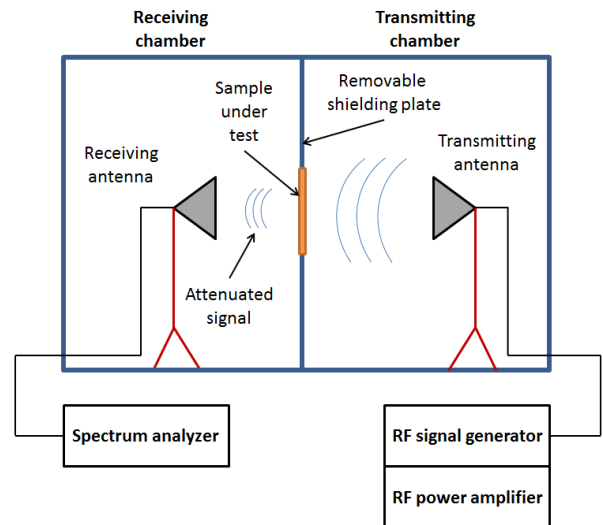 Receiving
chamber
Transmitting
chamber
Sample
under
test
Removable
shielding plate
Receiving
antenna
Transmitting
antenna
Attenuated
signal
Spectrum analyzer
RF signal generator
RF power amplifier